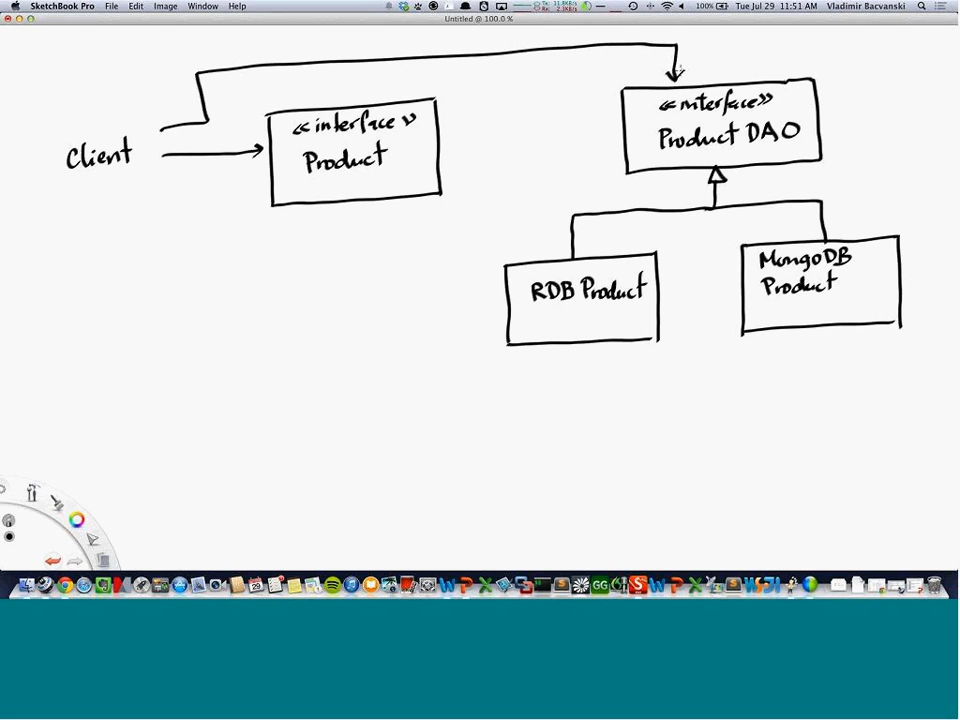 SketchBook Pro File Edit Image Window Help 100% Tue Jul 29 11:51 AM Vladimir Bacvanski
Untitled @ 100.0 %
«interface»
«interface»
Product DAO
Client
Product
MongoDB
Product
RDB Product